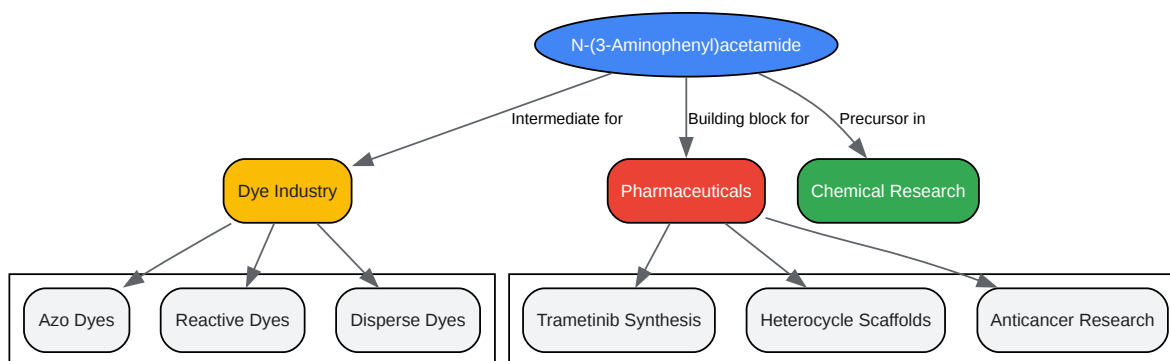 N-(3-Aminophenyl)acetamide
Intermediate for
Building block for
Precursor in
Dye Industry
Pharmaceuticals
Chemical Research
Azo Dyes
Reactive Dyes
Disperse Dyes
Trametinib Synthesis
Heterocycle Scaffolds
Anticancer Research